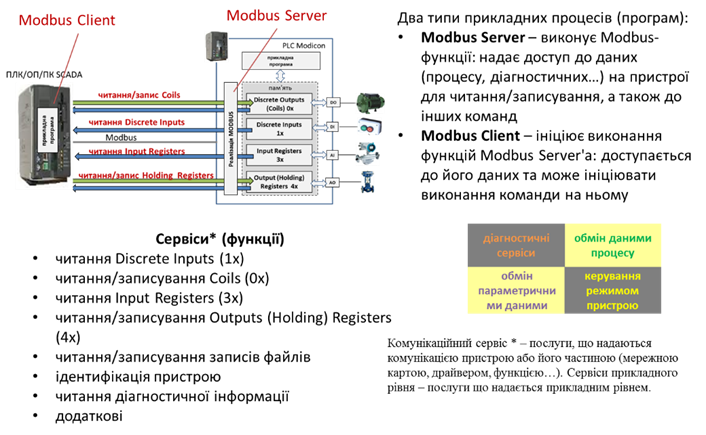 Modbus Client
Modbus Server
ПЛК/ОП/ПК SCADA
прикладна
програма
читання/запис Coils
читання Discrete Inputs
Modbus
читання Input Registers
читання/запис Holding Registers
Реалізація MODBUS
PLC Modicon
прикладна
програма
пам'ять
Discrete Outputs
(Coils) 0x
Discrete Inputs
1x
Input Registers
3x
Output (Holding)
Registers 4x
DO
DI
AI
AO
Два типи прикладних процесів (програм):
• Modbus Server – виконує Modbus-
функції: надає доступ до даних
(процесу, діагностичних…) на пристрої
для читання/записування, а також до
інших команд
• Modbus Client – ініціює виконання
функцій Modbus Server'а: доступається
до його даних та може ініціювати
виконання команди на ньому
Сервіси* (функції)
• читання Discrete Inputs (1x)
• читання/записування Coils (0x)
• читання Input Registers (3x)
• читання/записування Outputs (Holding) Registers
(4x)
• читання/записування записів файлів
• ідентифікація пристрою
• читання діагностичної інформації
• додаткові
діагностичні
сервіси
обмін даними
процесу
обмін
параметрични
ми даними
керування
режимом
пристрою
Комунікаційний сервіс * – послуги, що надаються
комунікацією пристрою або його частиною (мережною
картою, драйвером, функцією…). Сервіси прикладного
рівня – послуги що надається прикладним рівнем.